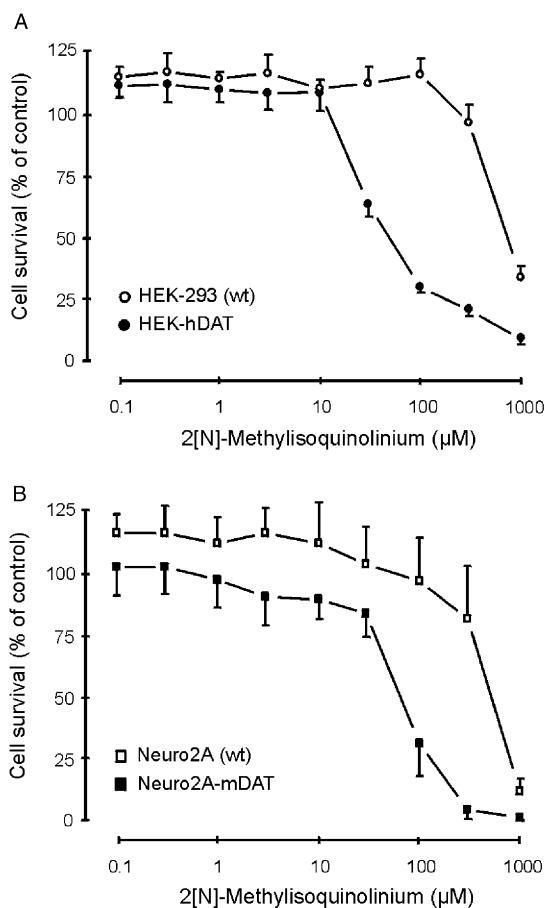 A
Cell survival (% of control)
125
100
75
50
25
0
HEK-293 (wt)
HEK-hDAT
0.1 1 10 100 1000
2[N]-Methylisoquinolinium (µM)
B
Cell survival (% of control)
125
100
75
50
25
0
Neuro2A (wt)
Neuro2A-mDAT
0.1 1 10 100 1000
2[N]-Methylisoquinolinium (µM)